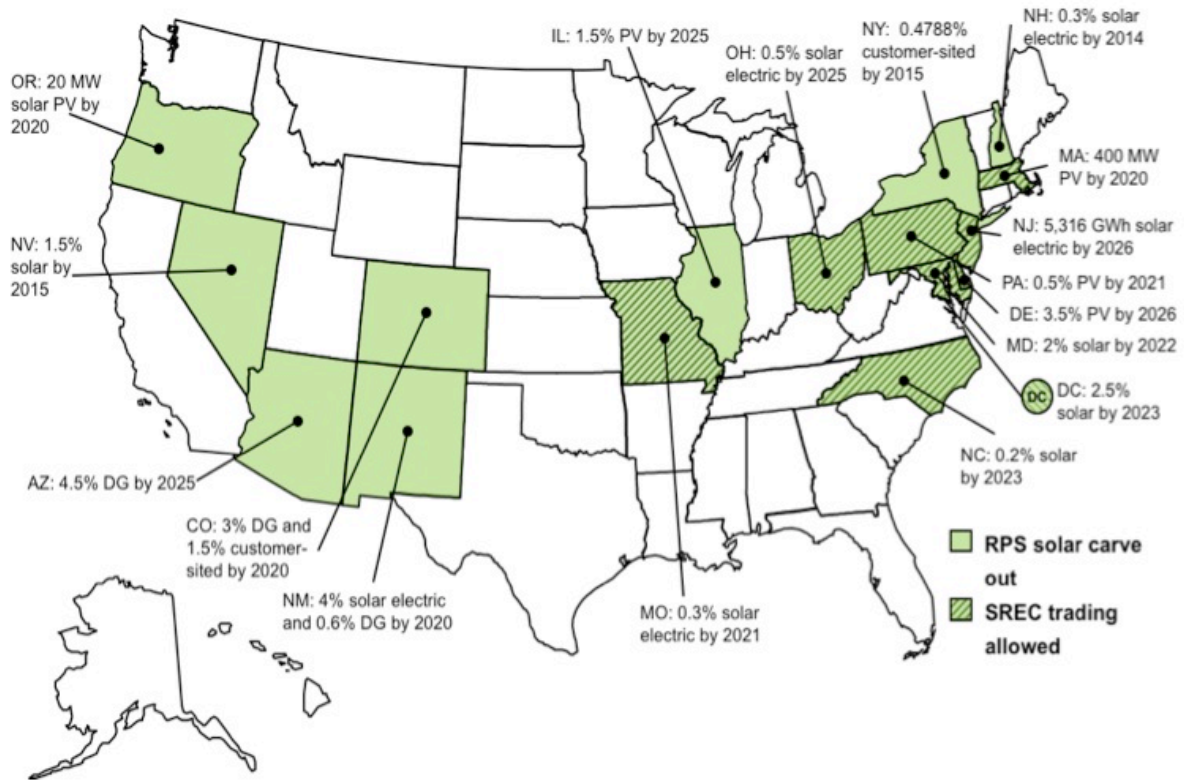 IL: 1.5% PV by 2025
OH: 0.5% solar
electric by 2025
NY: 0.4788%
customer-sited
by 2015
NH: 0.3% solar
electric by 2014
OR: 20 MW
solar PV by
2020
MA: 400 MW
PV by 2020
NV: 1.5%
solar by
2015
NJ: 5,316 GWh solar
electric by 2026
PA: 0.5% PV by 2021
DE: 3.5% PV by 2026
MD: 2% solar by 2022
DC
DC: 2.5%
solar by 2023
NC: 0.2% solar
by 2023
AZ: 4.5% DG by 2025
CO: 3% DG and
1.5% customer-
sited by 2020
NM: 4% solar electric
and 0.6% DG by 2020
MO: 0.3% solar
electric by 2021
RPS solar carve
out
SREC trading
allowed